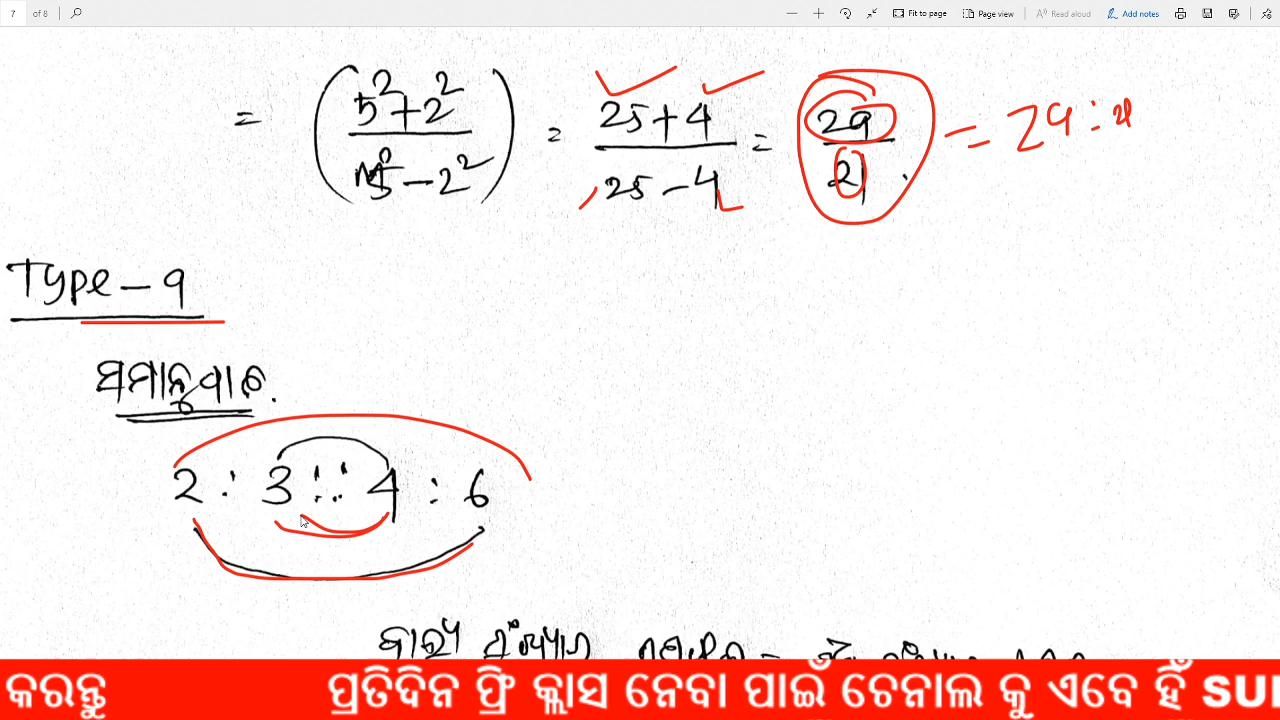 7 of 8 Fit to page Page view Read aloud Add notes
= (5²+2² / 5²-2²) = 25+4 / 25-4 = 29 / 21 . = 29:21
Type-9
ସମାନୁପାତ.
2 : 3 :: 4 : 6
ବାହ୍ୟ
କରନ୍ତୁ ପ୍ରତିଦିନ ଫ୍ରି କ୍ଲାସ ନେବା ପାଇଁ ଚେନାଲ କୁ ଏବେ ହିଁ SU